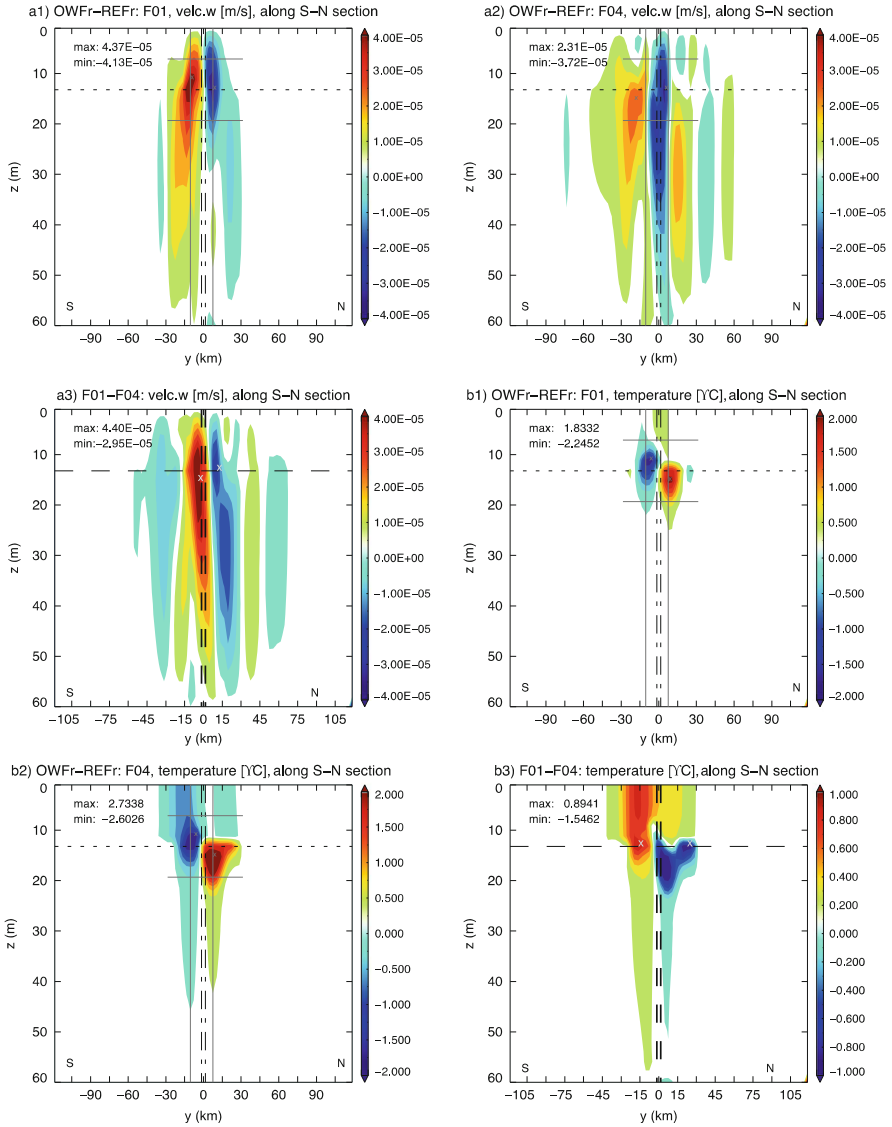 a1) OWFr−REFr: F01, velc.w [m/s], along S−N section
max: 4.37E−05
min:−4.13E−05
0
10
20
30
40
50
60
z (m)
S
N
−90 −60 −30 0 30 60 90
y (km)
4.00E−05
3.00E−05
2.00E−05
1.00E−05
0.00E+00
−1.00E−05
−2.00E−05
−3.00E−05
−4.00E−05
a2) OWFr−REFr: F04, velc.w [m/s], along S−N section
max: 2.31E−05
min:−3.72E−05
0
10
20
30
40
50
60
z (m)
S
N
−90 −60 −30 0 30 60 90
y (km)
4.00E−05
3.00E−05
2.00E−05
1.00E−05
0.00E+00
−1.00E−05
−2.00E−05
−3.00E−05
−4.00E−05
a3) F01−F04: velc.w [m/s], along S−N section
max: 4.40E−05
min:−2.95E−05
X
X
0
10
20
30
40
50
60
z (m)
S
N
−105 −75 −45 −15 0 15 45 75 105
y (km)
4.00E−05
3.00E−05
2.00E−05
1.00E−05
0.00E+00
−1.00E−05
−2.00E−05
−3.00E−05
−4.00E−05
b1) OWFr−REFr: F01, temperature [ϒC], along S−N section
max: 1.8332
min: −2.2452
0
10
20
30
40
50
60
z (m)
S
N
−90 −60 −30 0 30 60 90
y (km)
2.000
1.500
1.000
0.500
0.000
−0.500
−1.000
−1.500
−2.000
b2) OWFr−REFr: F04, temperature [ϒC], along S−N section
max: 2.7338
min: −2.6026
0
10
20
30
40
50
60
z (m)
S
N
−90 −60 −30 0 30 60 90
y (km)
2.000
1.500
1.000
0.500
0.000
−0.500
−1.000
−1.500
−2.000
b3) F01−F04: temperature [ϒC], along S−N section
max: 0.8941
min: −1.5462
X
X
0
10
20
30
40
50
60
z (m)
S
N
−105 −75 −45 −15 0 15 45 75 105
y (km)
1.000
0.800
0.600
0.400
0,200
0.000
−0.200
−0.400
−0.600
−0.800
−1.000